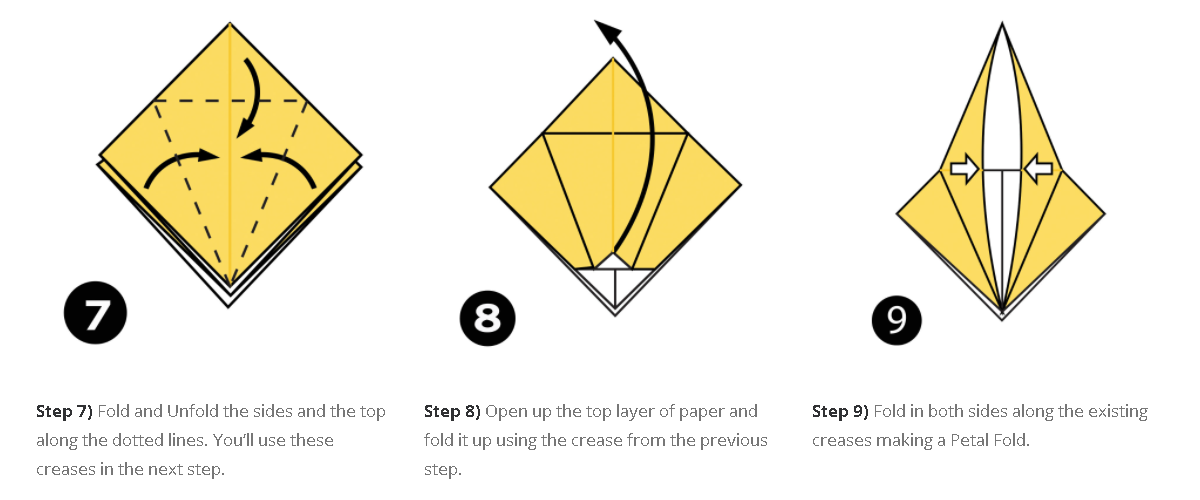 7
8
9
Step 7) Fold and Unfold the sides and the top
along the dotted lines. You’ll use these
creases in the next step.
Step 8) Open up the top layer of paper and
fold it up using the crease from the previous
step.
Step 9) Fold in both sides along the existing
creases making a Petal Fold.